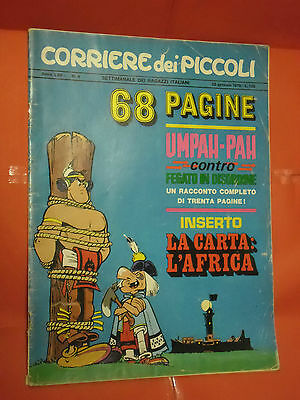 CORRIERE dei PICCOLI
SETTIMANALE DEI RAGAZZI ITALIANI
68 PAGINE
UMPAH-PAH
contro
FEGATO IN DISORDINE
UN RACCONTO COMPLETO
DI TRENTA PAGINE!
INSERTO
LA CARTA:
L'AFRICA